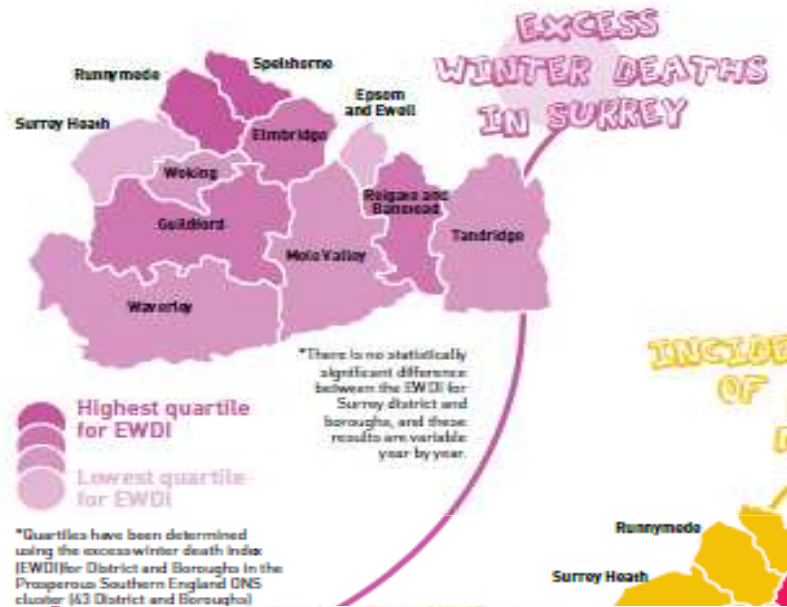 EXCESS
WINTER DEATHS
IN SURREY
Spelthorne
Runnymede
Epsom
and Ewell
Surrey Heath
Elmbridge
Woking
Reigate and
Banstead
Guildford
Tandridge
Mole Valley
Waverley
*There is no statistically
significant difference
between the EWDI for
Surrey district and
boroughs, and these
results are variable
year by year.
Highest quartile
for EWDI
Lowest quartile
for EWDI
*Quartiles have been determined
using the excess winter death index
(EWDI)for District and Boroughs in the
Prosperous Southern England ONS
cluster (43 District and Boroughs)
OF
Runnymede
Surrey Heath